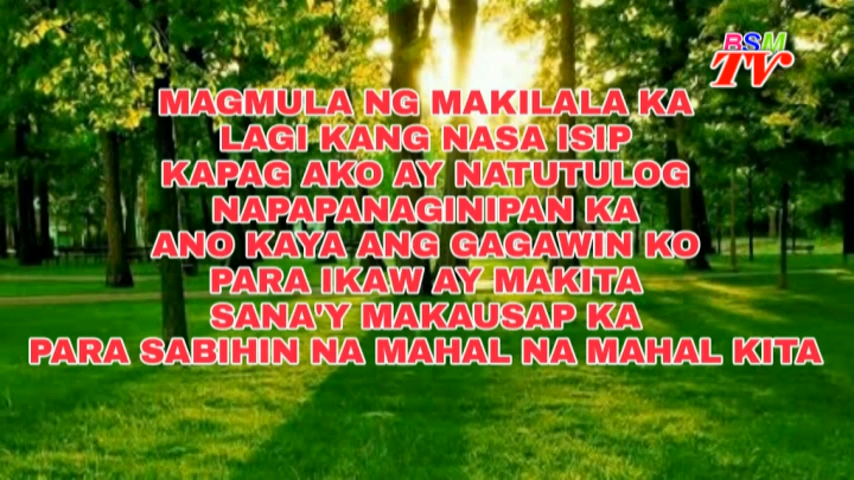 BSM
TV
MAGMULA NG MAKILALA KA
LAGI KANG NASA ISIP
KAPAG AKO AY NATUTULOG
NAPAPANAGINIPAN KA
ANO KAYA ANG GAGAWIN KO
PARA IKAW AY MAKITA
SANA'Y MAKAUSAP KA
PARA SABIHIN NA MAHAL NA MAHAL KITA